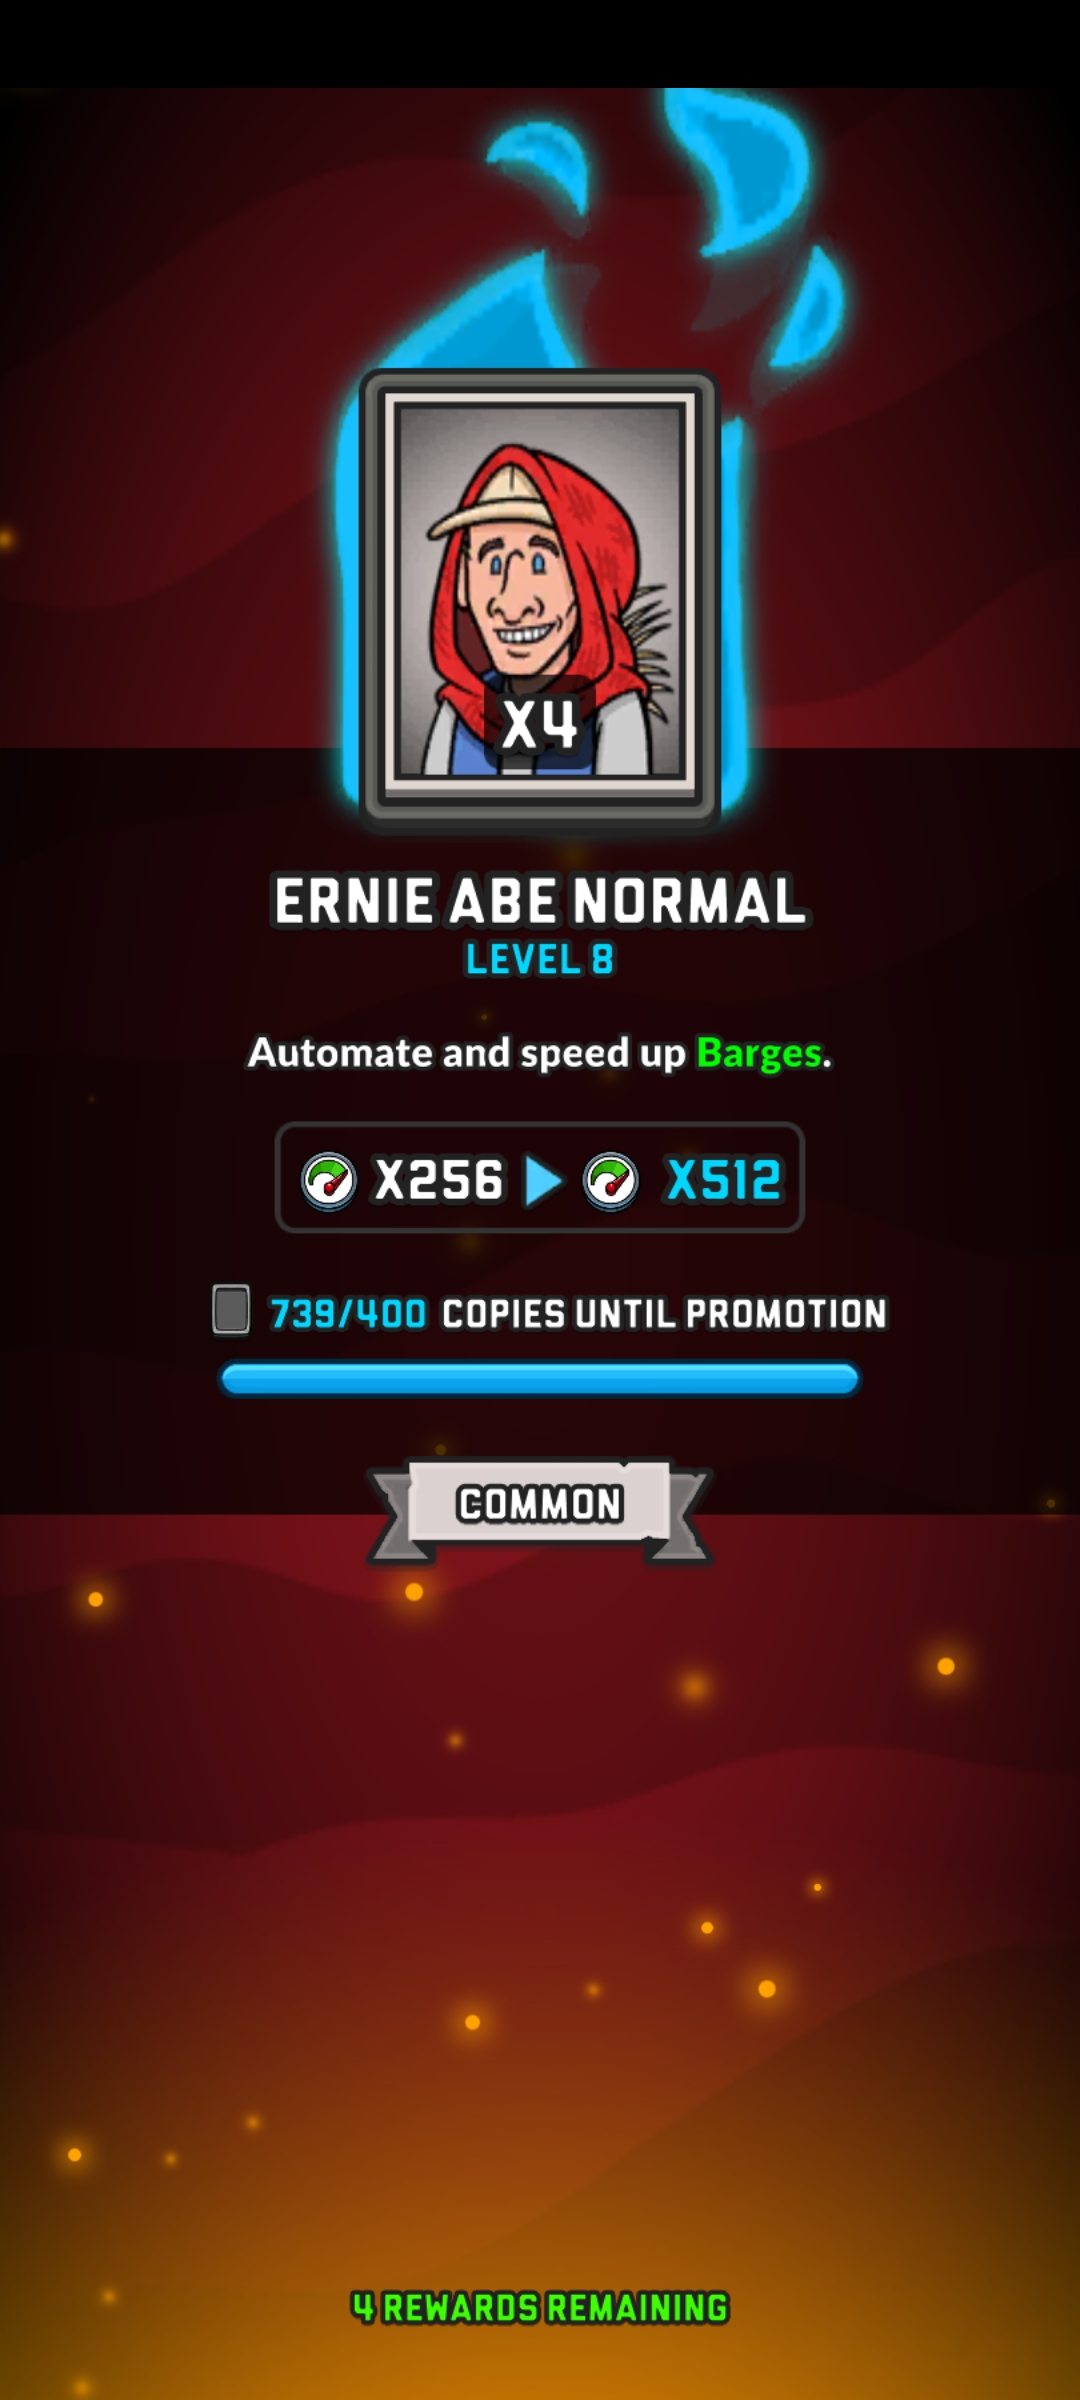 X4
ERNIE ABE NORMAL
LEVEL 8
Automate and speed up Barges.
X256 X512
739/400 COPIES UNTIL PROMOTION
COMMON
4 REWARDS REMAINING